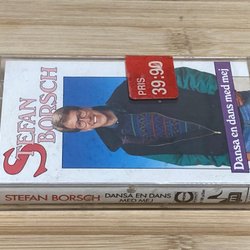 STEFAN
BORSCH
PRIS:
39:90
Dansa en dans med mej
STEFAN BORSCH
DANSA EN DANS
MED MEJ